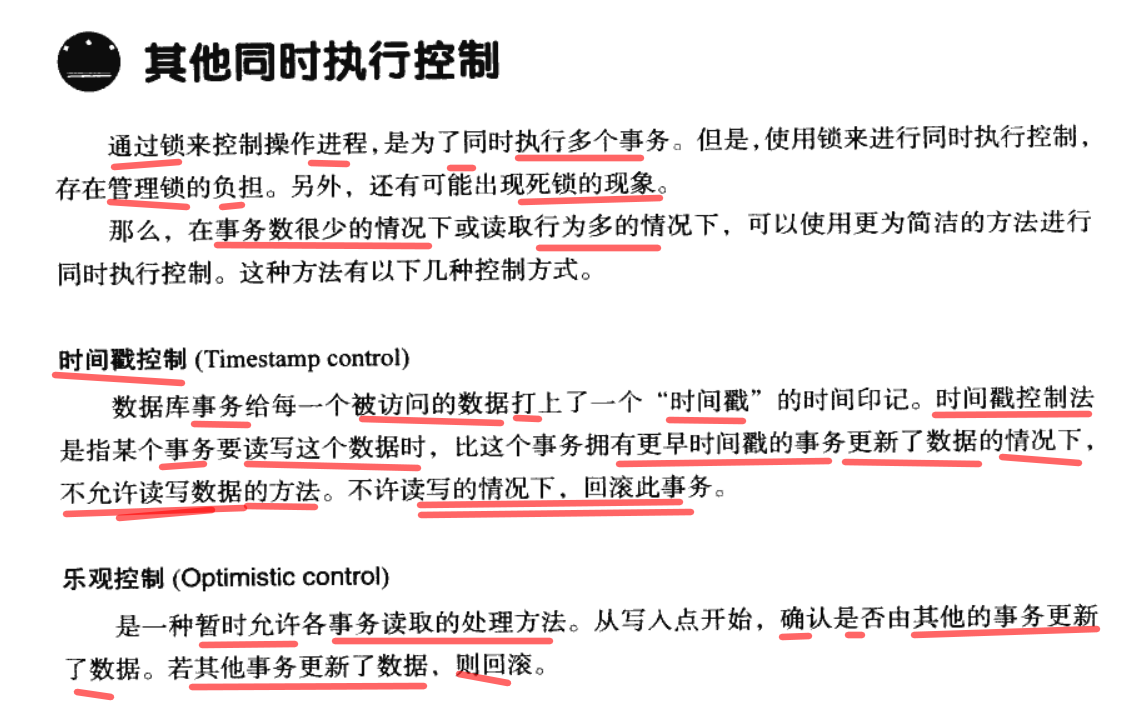 其他同时执行控制
通过锁来控制操作进程，是为了同时执行多个事务。但是，使用锁来进行同时执行控制，
存在管理锁的负担。另外，还有可能出现死锁的现象。
那么，在事务数很少的情况下或读取行为多的情况下，可以使用更为简洁的方法进行
同时执行控制。这种方法有以下几种控制方式。
时间戳控制 (Timestamp control)
数据库事务给每一个被访问的数据打上了一个“时间戳”的时间印记。时间戳控制法
是指某个事务要读写这个数据时，比这个事务拥有更早时间戳的事务更新了数据的情况下，
不允许读写数据的方法。不许读写的情况下，回滚此事务。
乐观控制 (Optimistic control)
是一种暂时允许各事务读取的处理方法。从写入点开始，确认是否由其他的事务更新
了数据。若其他事务更新了数据，则回滚。